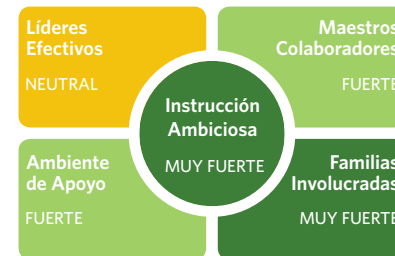 Líderes
Efectivos
NEUTRAL
Maestros
Colaboradores
FUERTE
Instrucción
Ambiciosa
MUY FUERTE
Ambiente
de Apoyo
FUERTE
Familias
Involucradas
MUY FUERTE